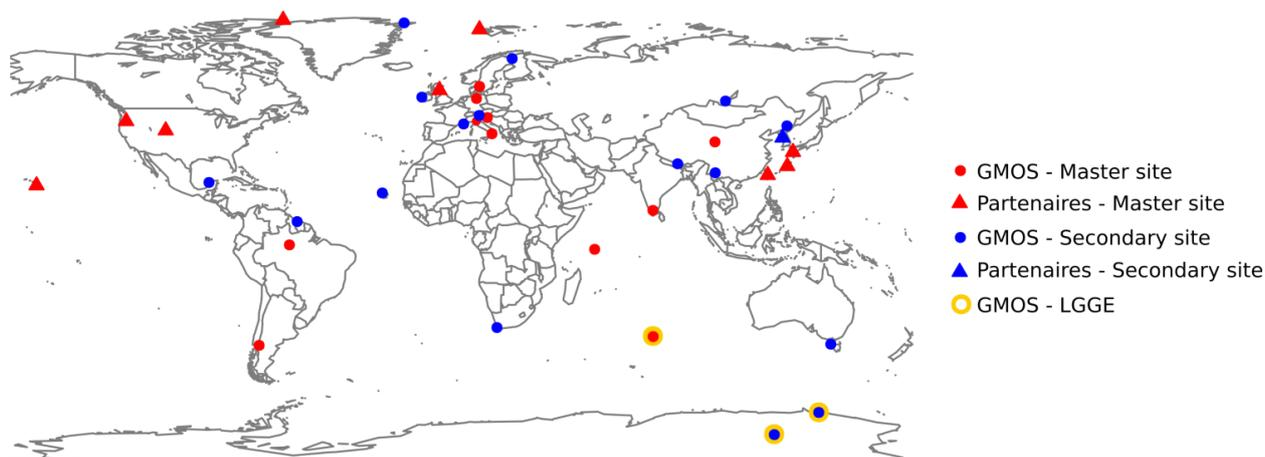 GMOS - Master site
Partenaires - Master site
GMOS - Secondary site
Partenaires - Secondary site
GMOS - LGGE